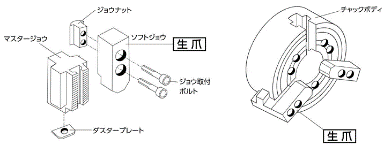 ジョウナット
マスタージョウ
ソフトジョウ
生爪
ジョウ取付
ボルト
ダスタープレート
チャックボディ
生爪